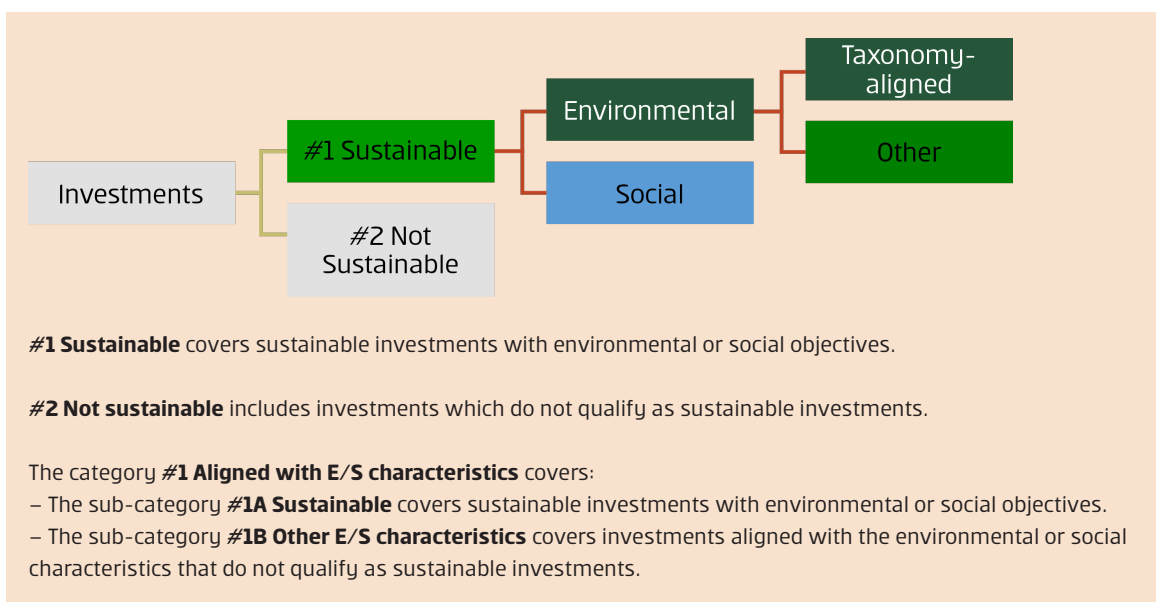 Investments
#1 Sustainable
#2 Not
Sustainable
Environmental
Social
Taxonomy-
aligned
Other
#1 Sustainable covers sustainable investments with environmental or social objectives.
#2 Not sustainable includes investments which do not qualify as sustainable investments.
The category #1 Aligned with E/S characteristics covers:
– The sub-category #1A Sustainable covers sustainable investments with environmental or social objectives.
– The sub-category #1B Other E/S characteristics covers investments aligned with the environmental or social
characteristics that do not qualify as sustainable investments.